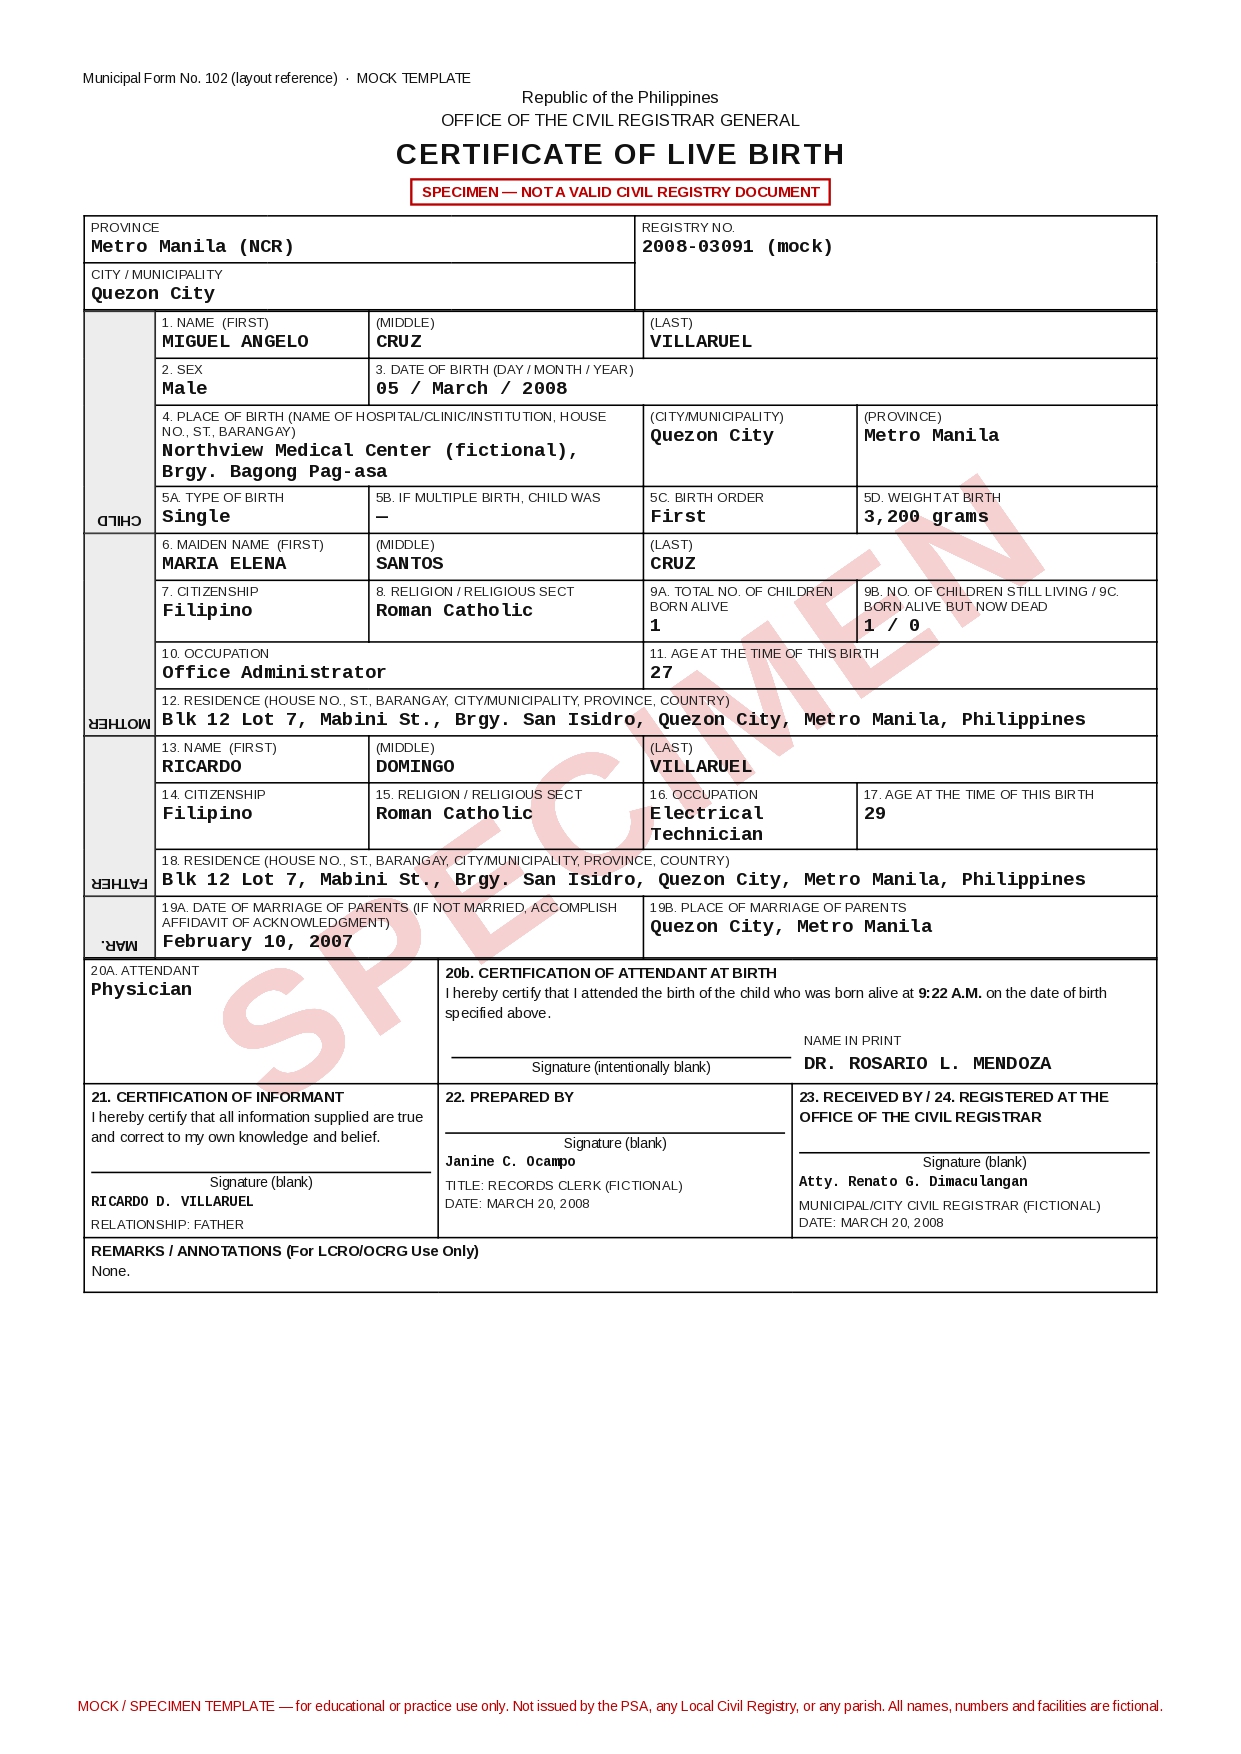 Municipal Form No. 102 (layout reference) · MOCK TEMPLATE
Republic of the Philippines
OFFICE OF THE CIVIL REGISTRAR GENERAL
CERTIFICATE OF LIVE BIRTH
SPECIMEN — NOT A VALID CIVIL REGISTRY DOCUMENT
PROVINCE
Metro Manila (NCR)
REGISTRY NO.
2008-03091 (mock)
CITY / MUNICIPALITY
Quezon City
CHILD
1. NAME (FIRST)
MIGUEL ANGELO
(MIDDLE)
CRUZ
(LAST)
VILLARUEL
2. SEX
Male
3. DATE OF BIRTH (DAY / MONTH / YEAR)
05 / March / 2008
4. PLACE OF BIRTH (NAME OF HOSPITAL/CLINIC/INSTITUTION, HOUSE
NO., ST., BARANGAY)
Northview Medical Center (fictional),
Brgy. Bagong Pag-asa
(CITY/MUNICIPALITY)
Quezon City
(PROVINCE)
Metro Manila
5A. TYPE OF BIRTH
Single
5B. IF MULTIPLE BIRTH, CHILD WAS
—
5C. BIRTH ORDER
First
5D. WEIGHT AT BIRTH
3,200 grams
MOTHER
6. MAIDEN NAME (FIRST)
MARIA ELENA
(MIDDLE)
SANTOS
(LAST)
CRUZ
7. CITIZENSHIP
Filipino
8. RELIGION / RELIGIOUS SECT
Roman Catholic
9A. TOTAL NO. OF CHILDREN
BORN ALIVE
1
9B. NO. OF CHILDREN STILL LIVING / 9C.
BORN ALIVE BUT NOW DEAD
1 / 0
10. OCCUPATION
Office Administrator
11. AGE AT THE TIME OF THIS BIRTH
27
12. RESIDENCE (HOUSE NO., ST., BARANGAY, CITY/MUNICIPALITY, PROVINCE, COUNTRY)
Blk 12 Lot 7, Mabini St., Brgy. San Isidro, Quezon City, Metro Manila, Philippines
FATHER
13. NAME (FIRST)
RICARDO
(MIDDLE)
DOMINGO
(LAST)
VILLARUEL
14. CITIZENSHIP
Filipino
15. RELIGION / RELIGIOUS SECT
Roman Catholic
16. OCCUPATION
Electrical
Technician
17. AGE AT THE TIME OF THIS BIRTH
29
18. RESIDENCE (HOUSE NO., ST., BARANGAY, CITY/MUNICIPALITY, PROVINCE, COUNTRY)
Blk 12 Lot 7, Mabini St., Brgy. San Isidro, Quezon City, Metro Manila, Philippines
MAR.
19A. DATE OF MARRIAGE OF PARENTS (IF NOT MARRIED, ACCOMPLISH
AFFIDAVIT OF ACKNOWLEDGMENT)
February 10, 2007
19B. PLACE OF MARRIAGE OF PARENTS
Quezon City, Metro Manila
20A. ATTENDANT
Physician
20b. CERTIFICATION OF ATTENDANT AT BIRTH
I hereby certify that I attended the birth of the child who was born alive at 9:22 A.M. on the date of birth
specified above.
Signature (intentionally blank)
NAME IN PRINT
DR. ROSARIO L. MENDOZA
21. CERTIFICATION OF INFORMANT
I hereby certify that all information supplied are true
and correct to my own knowledge and belief.
Signature (blank)
RICARDO D. VILLARUEL
RELATIONSHIP: FATHER
22. PREPARED BY
Signature (blank)
Janine C. Ocampo
TITLE: RECORDS CLERK (FICTIONAL)
DATE: MARCH 20, 2008
23. RECEIVED BY / 24. REGISTERED AT THE
OFFICE OF THE CIVIL REGISTRAR
Signature (blank)
Atty. Renato G. Dimaculangan
MUNICIPAL/CITY CIVIL REGISTRAR (FICTIONAL)
DATE: MARCH 20, 2008
REMARKS / ANNOTATIONS (For LCRO/OCRG Use Only)
None.
SPECIMEN
MOCK / SPECIMEN TEMPLATE — for educational or practice use only. Not issued by the PSA, any Local Civil Registry, or any parish. All names, numbers and facilities are fictional.